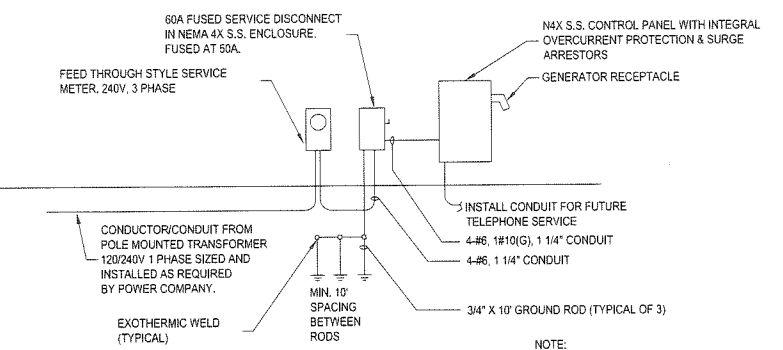 60A FUSED SERVICE DISCONNECT
IN NEMA 4X S.S. ENCLOSURE.
FUSED AT 50A.
N4X S.S. CONTROL PANEL WITH INTEGRAL
OVERCURRENT PROTECTION & SURGE
ARRESTORS
GENERATOR RECEPTACLE
FEED THROUGH STYLE SERVICE
METER. 240V, 3 PHASE
INSTALL CONDUIT FOR FUTURE
TELEPHONE SERVICE
4-#6, 1#10(G), 1 1/4" CONDUIT
4-#6, 1 1/4" CONDUIT
CONDUCTOR/CONDUIT FROM
POLE MOUNTED TRANSFORMER
120/240V 1 PHASE SIZED AND
INSTALLED AS REQUIRED
BY POWER COMPANY.
MIN. 10'
SPACING
BETWEEN
RODS
3/4" X 10' GROUND ROD (TYPICAL OF 3)
EXOTHERMIC WELD
(TYPICAL)
NOTE: